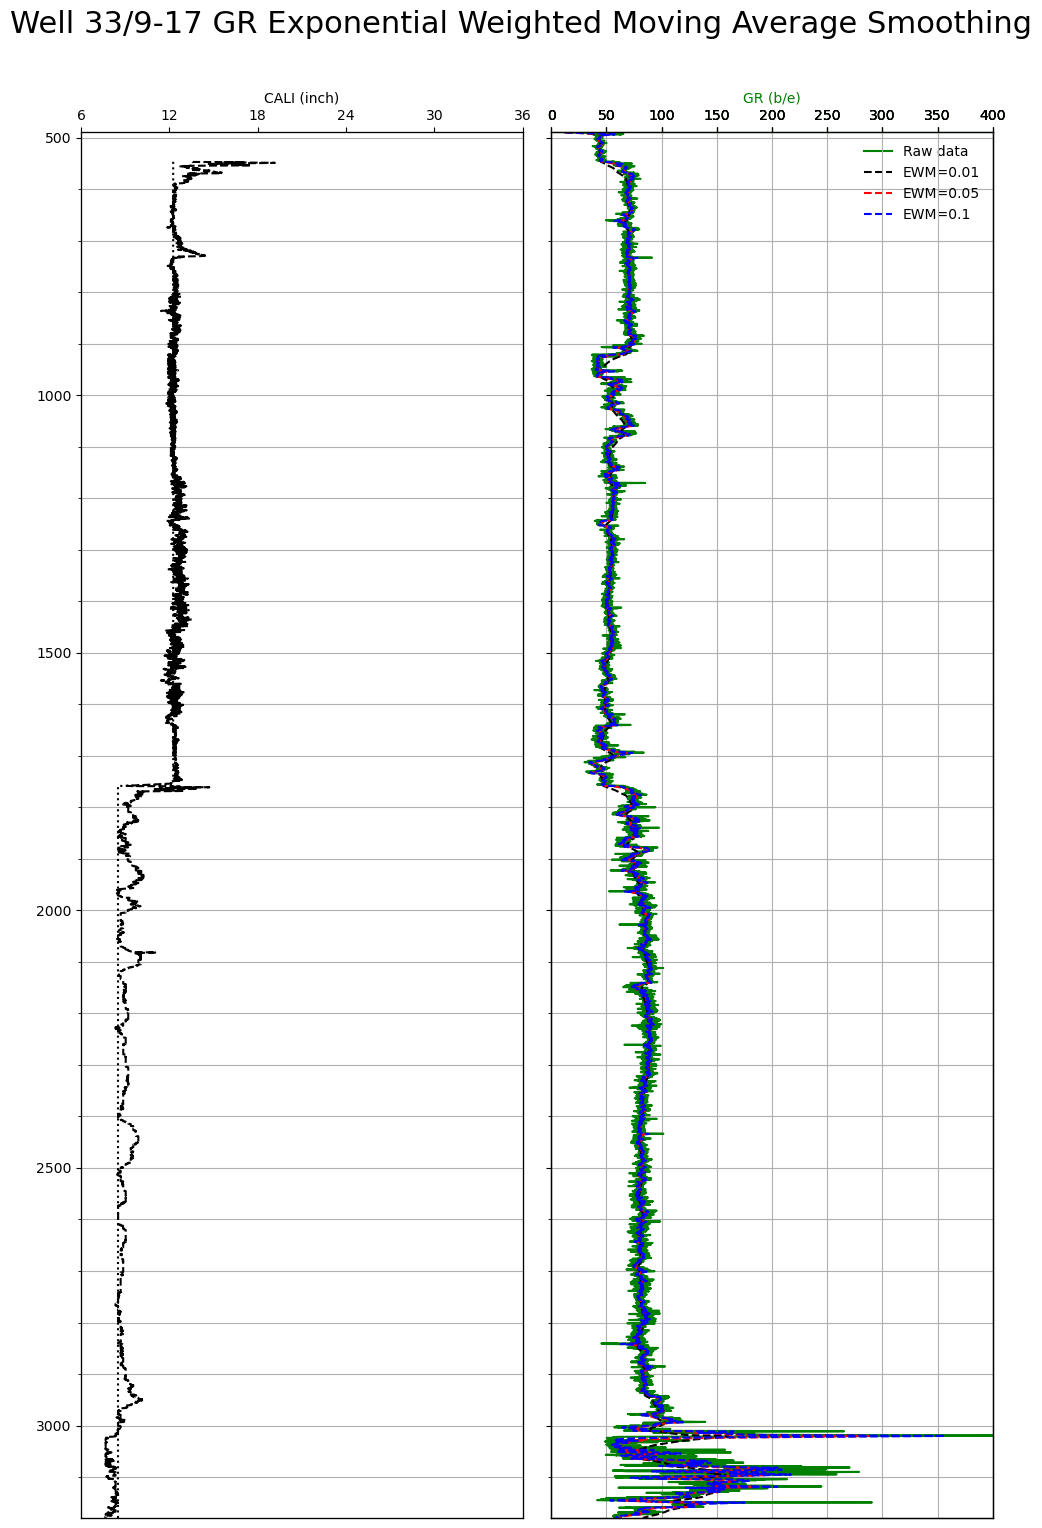 Well 33/9-17 GR Exponential Weighted Moving Average Smoothing
CALI (inch)
GR (b/e)
6 12 18 24 30 36
0 50 100 150 200 250 300 350 400
500
1000
1500
2000
2500
3000
Raw data
EWM=0.01
EWM=0.05
EWM=0.1